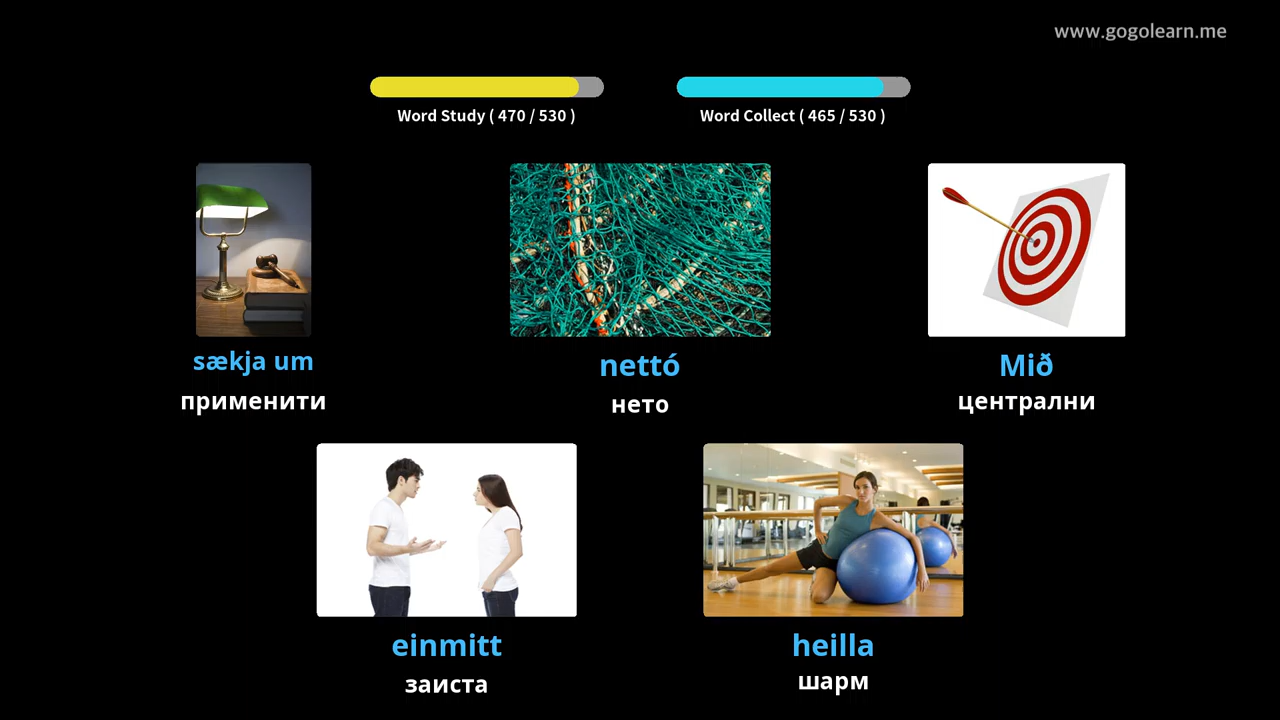 www.gogolearn.me
Word Study ( 470 / 530 )
Word Collect ( 465 / 530 )
sækja um
применити
nettó
нето
Mið
централни
einmitt
заиста
heilla
шарм